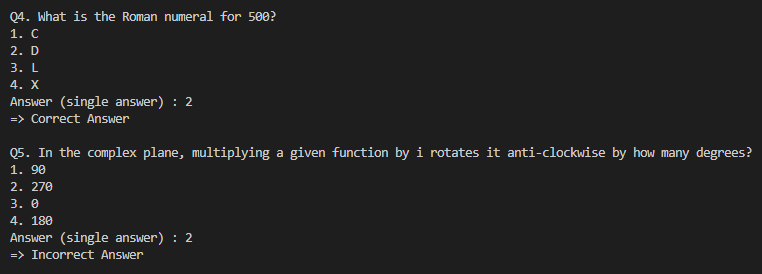 Q4. What is the Roman numeral for 500?
1. C
2. D
3. L
4. X
Answer (single answer) : 2
=> Correct Answer
Q5. In the complex plane, multiplying a given function by i rotates it anti-clockwise by how many degrees?
1. 90
2. 270
3. 0
4. 180
Answer (single answer) : 2
=> Incorrect Answer